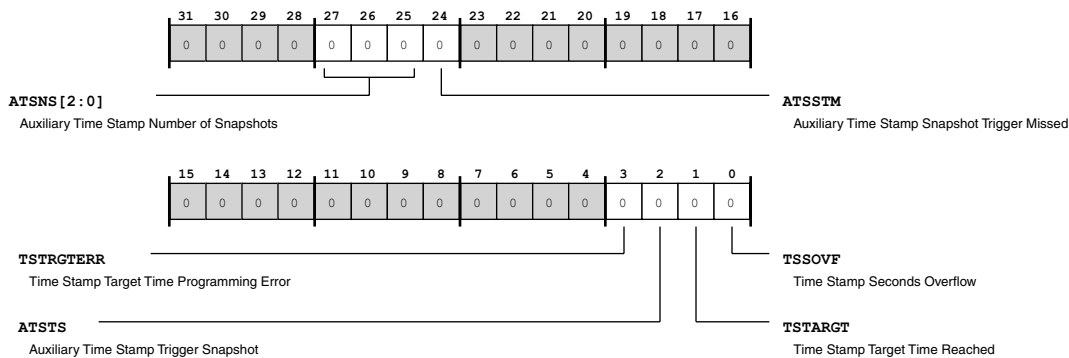 31 30 29 28 27 26 25 24 23 22 21 20 19 18 17 16
0 0 0 0 0 0 0 0 0 0 0 0 0 0 0 0
ATSNS[2:0]
Auxiliary Time Stamp Number of Snapshots
ATSSTM
Auxiliary Time Stamp Snapshot Trigger Missed
15 14 13 12 11 10 9 8 7 6 5 4 3 2 1 0
0 0 0 0 0 0 0 0 0 0 0 0 0 0 0 0
TSTRGTERR
Time Stamp Target Time Programming Error
TSSOVF
Time Stamp Seconds Overflow
ATSTS
Auxiliary Time Stamp Trigger Snapshot
TSTARGT
Time Stamp Target Time Reached